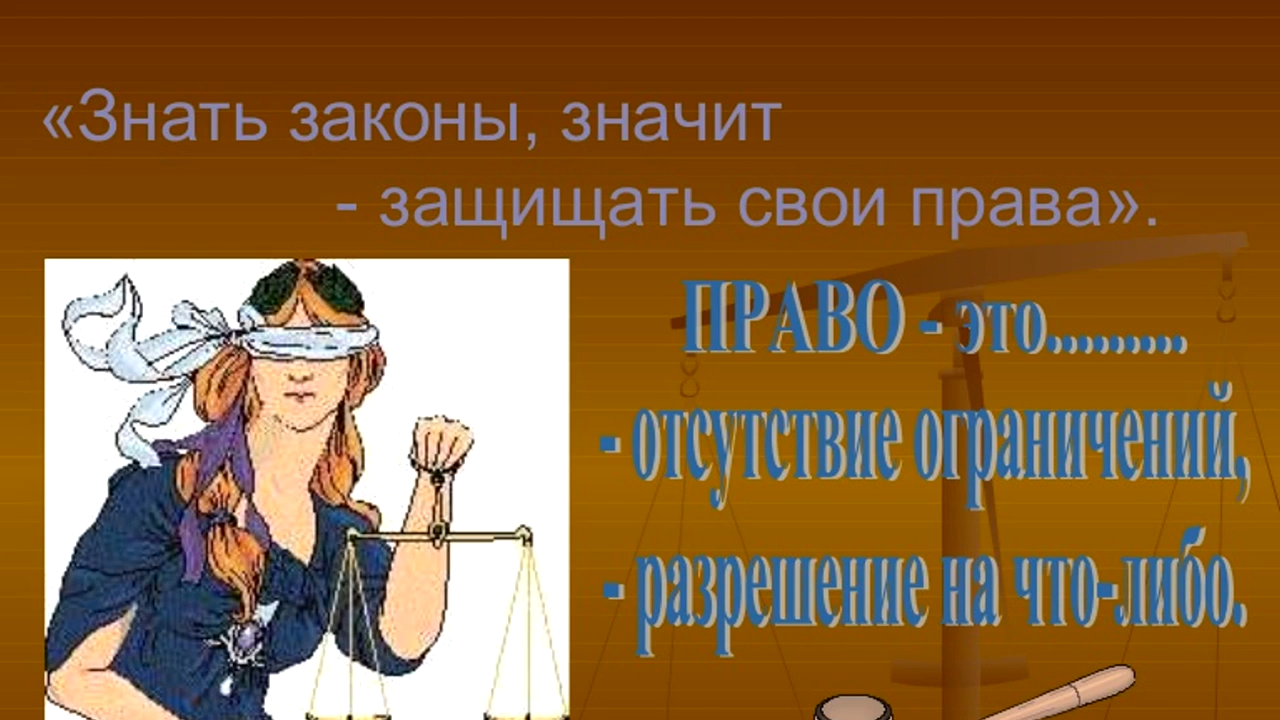 «Знать законы, значит
- защищать свои права».
ПРАВО - это.........
- отсутствие ограничений,
- разрешение на что-либо.